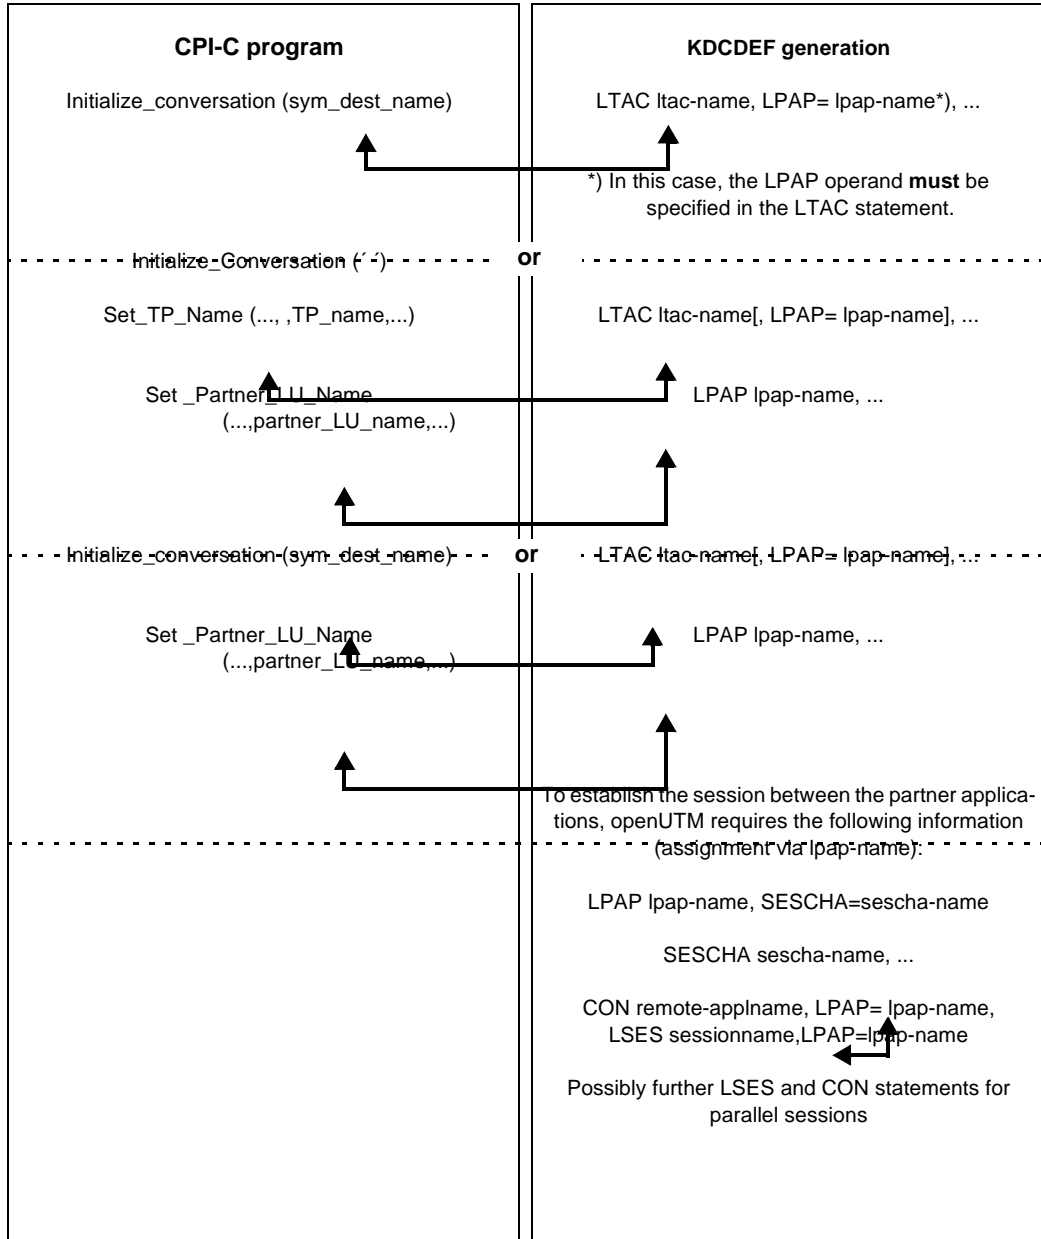 CPI-C program
Initialize_conversation (sym_dest_name)
KDCDEF generation
LTAC ltac-name, LPAP= lpap-name*), ...
*) In this case, the LPAP operand must be
specified in the LTAC statement.
or
Initialize_Conversation (´ ´)
Set_TP_Name (..., ,TP_name,...)
LTAC ltac-name[, LPAP= lpap-name], ...
Set _Partner_LU_Name
(...,partner_LU_name,...)
LPAP lpap-name, ...
or
Initialize_conversation (sym_dest_name)
LTAC ltac-name[, LPAP= lpap-name], ...
Set _Partner_LU_Name
(...,partner_LU_name,...)
LPAP lpap-name, ...
To establish the session between the partner applica-
tions, openUTM requires the following information
(assignment via lpap-name):
LPAP lpap-name, SESCHA=sescha-name
SESCHA sescha-name, ...
CON remote-applname, LPAP= lpap-name,
LSES sessionname,LPAP=lpap-name
Possibly further LSES and CON statements for
parallel sessions